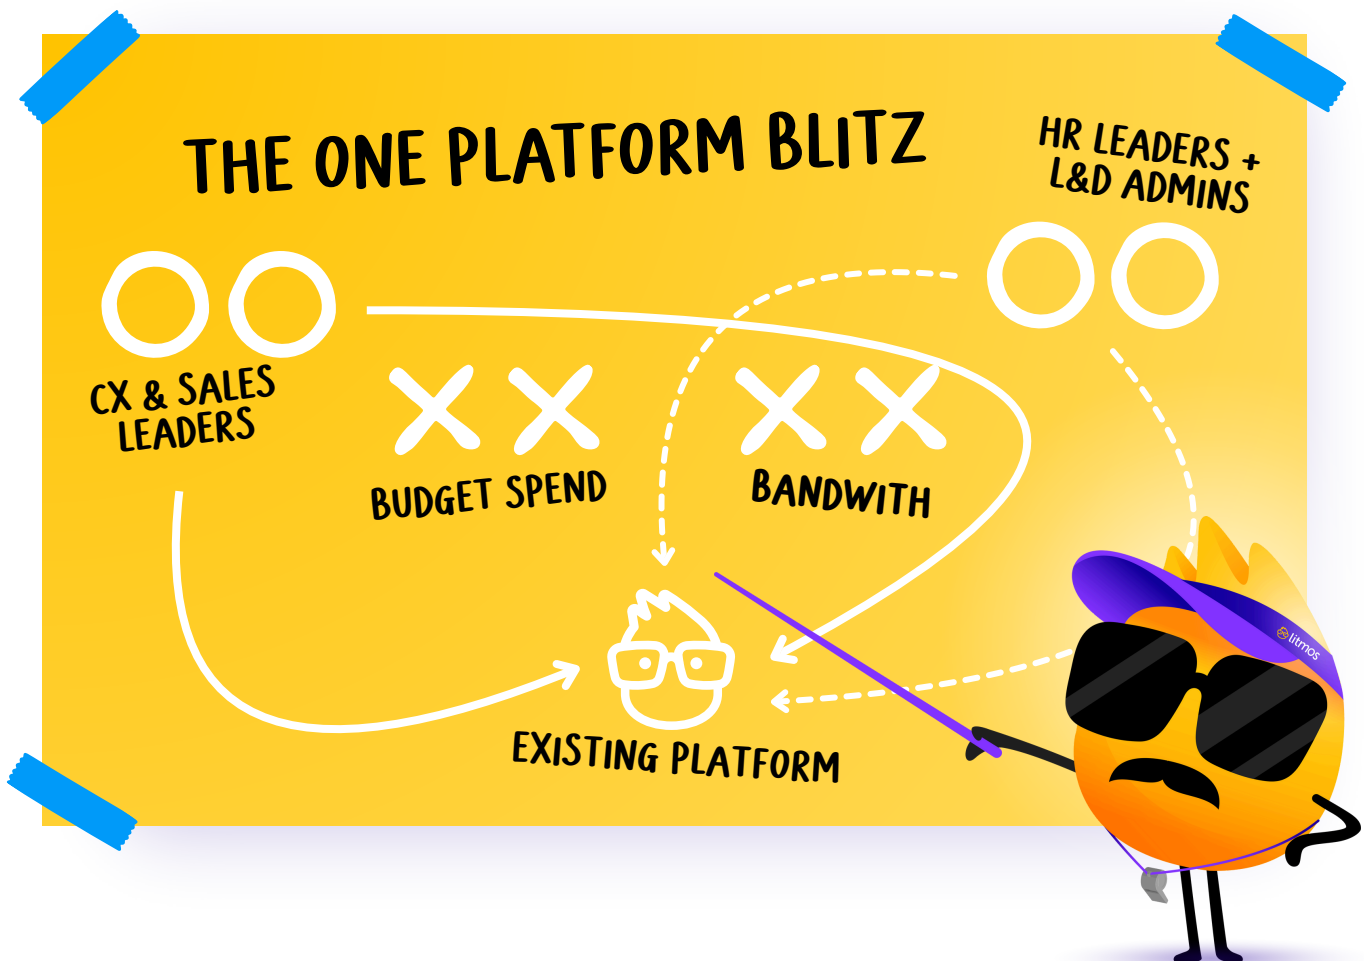 THE ONE PLATFORM BLITZ
HR LEADERS +
L&D ADMINS
CX & SALES
LEADERS
BUDGET SPEND
BANDWITH
EXISTING PLATFORM
litmos